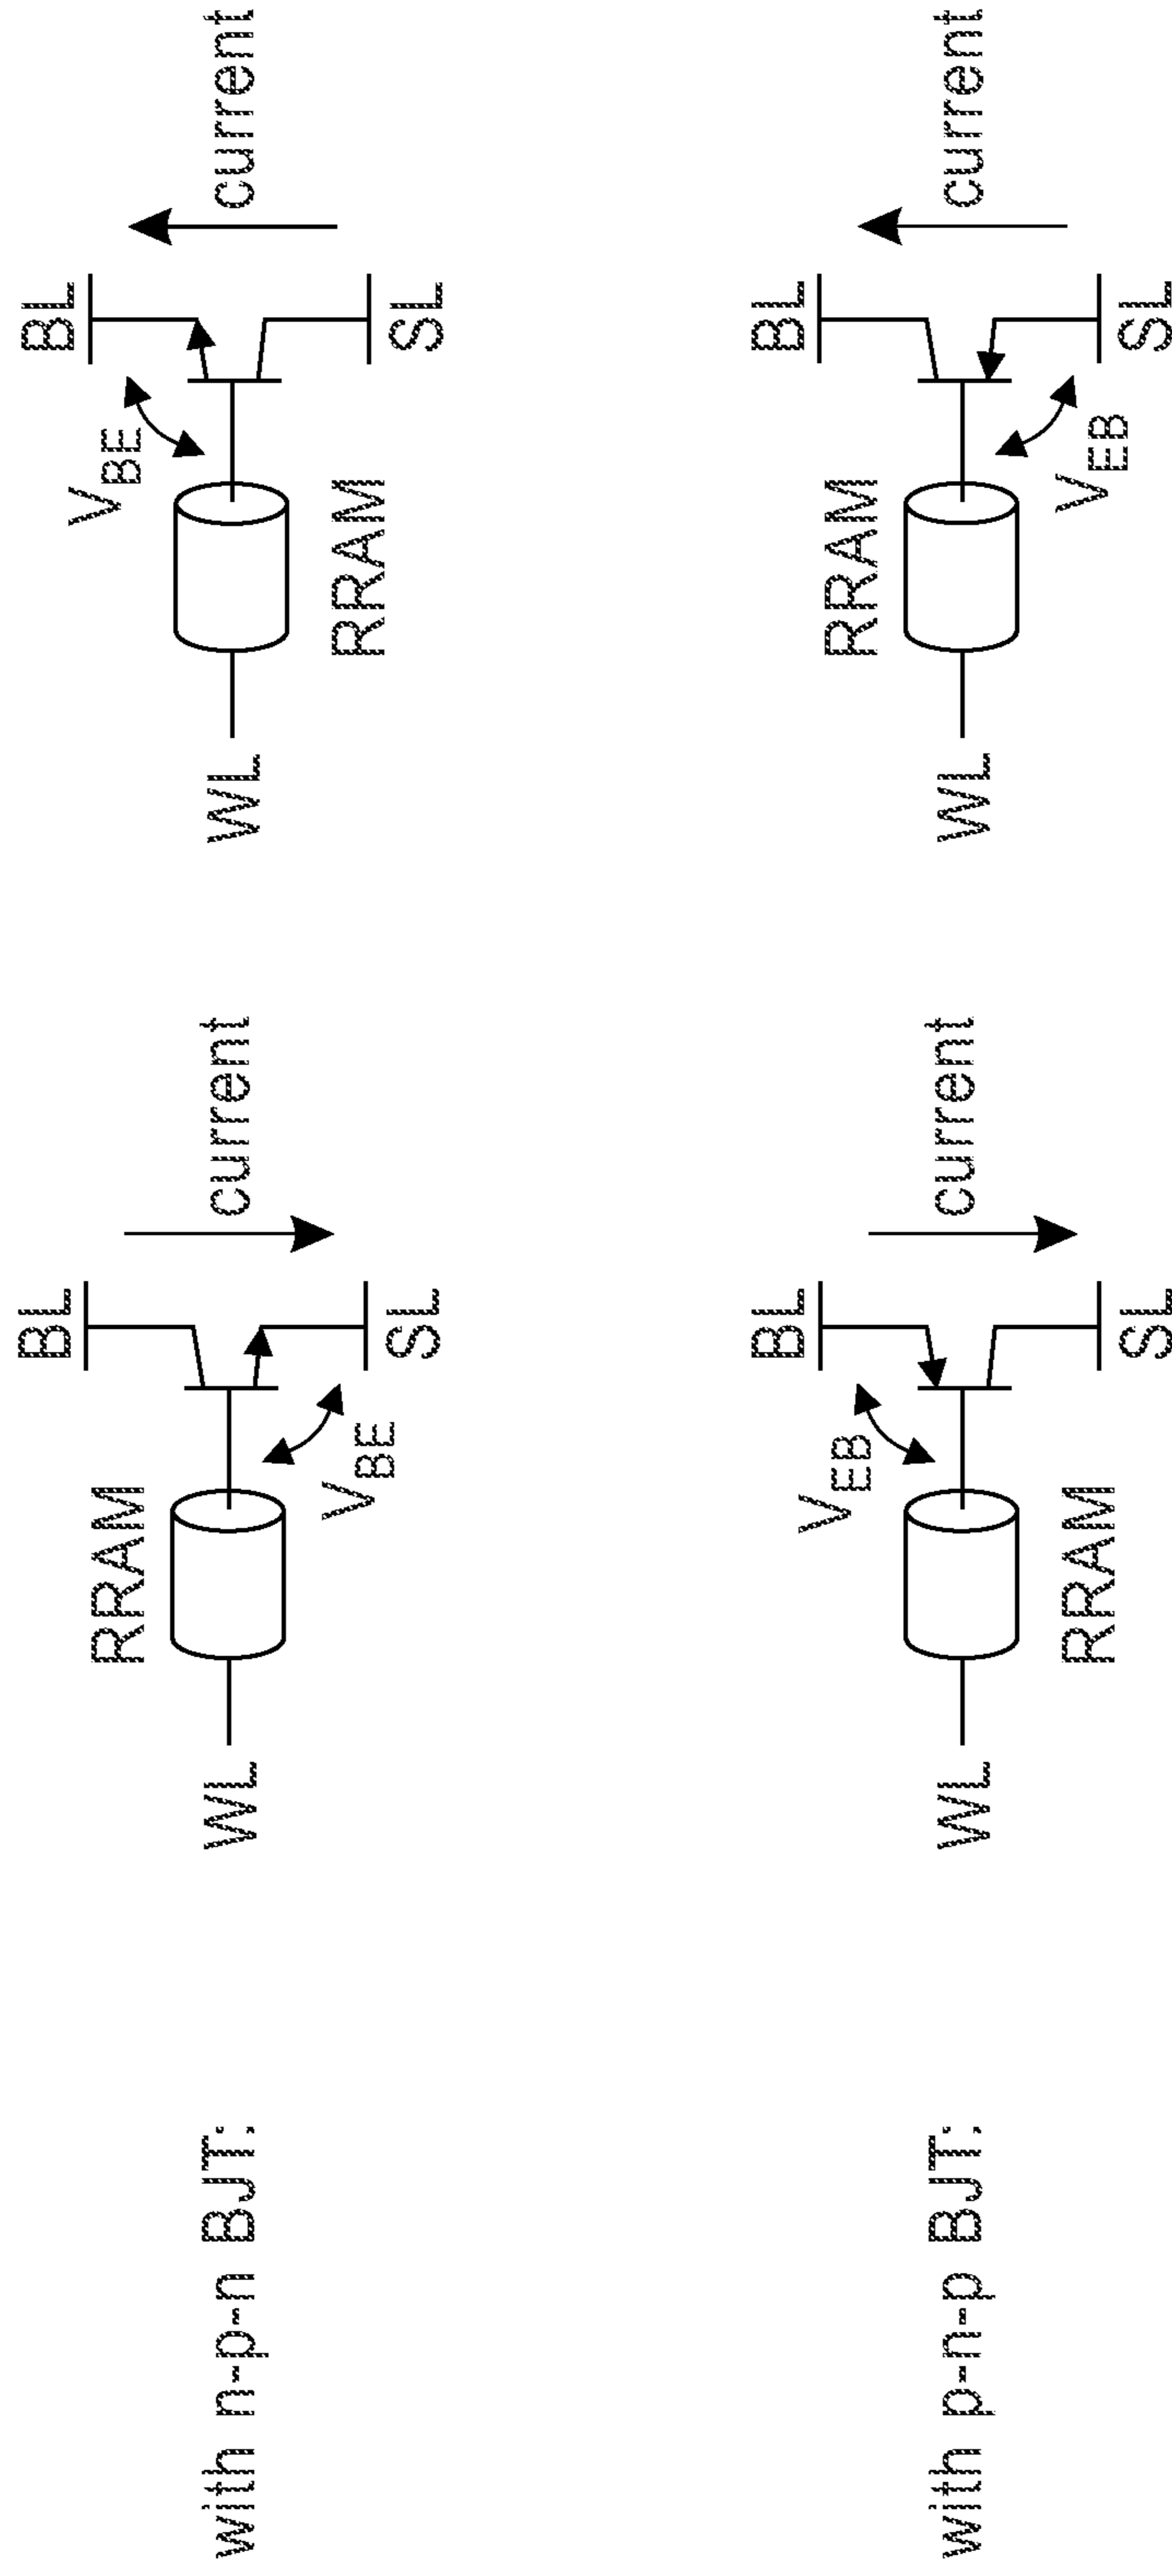 with n-p-n BJT:
WL
RRAM
V_BE
BL
SL
current
WL
RRAM
V_BE
BL
SL
current
with p-n-p BJT:
WL
RRAM
V_EB
BL
SL
current
WL
RRAM
V_EB
BL
SL
current